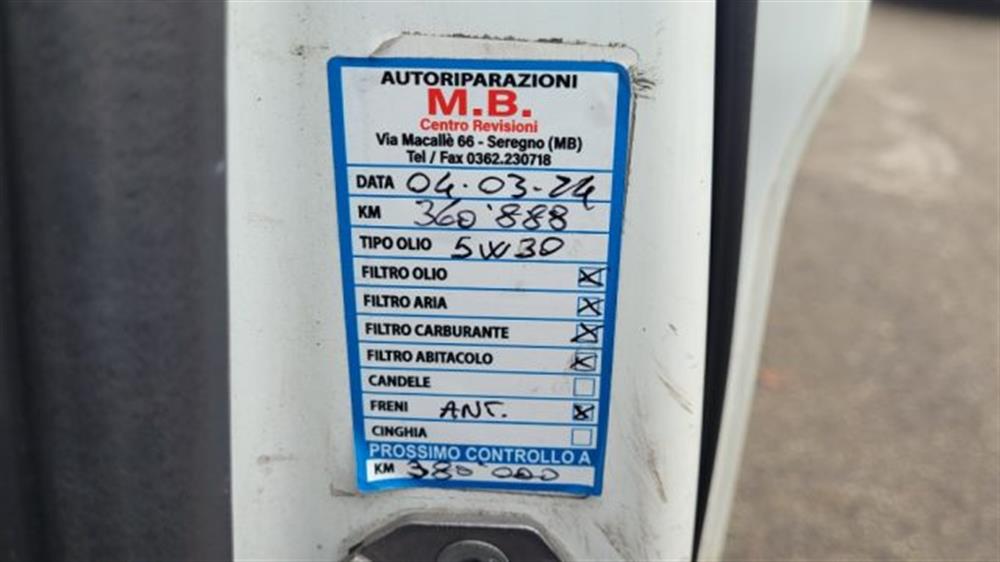 AUTORIPARAZIONI
M.B.
Centro Revisioni
Via Macallè 66 - Seregno (MB)
Tel / Fax 0362.230718
DATA 04.03-24
KM 360'888
TIPO OLIO 5W30
FILTRO OLIO
FILTRO ARIA
FILTRO CARBURANTE
FILTRO ABITACOLO
CANDELE
FRENI ANT.
CINGHIA
PROSSIMO CONTROLLO A
KM 380'000